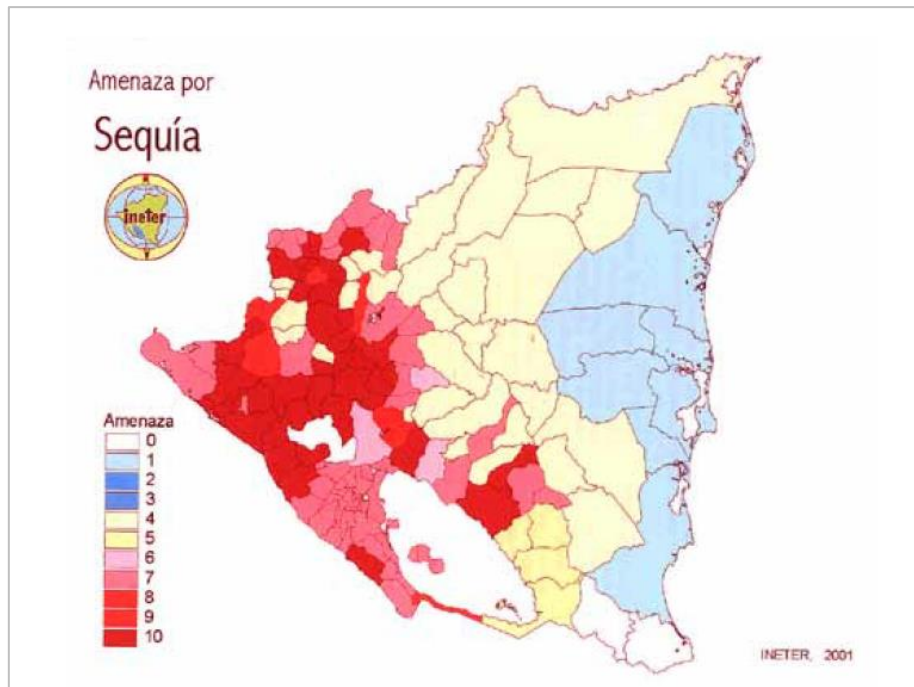 Amenaza por
Sequía
ineter
Amenaza
0
1
2
3
4
5
6
7
8
9
10
INETER, 2001